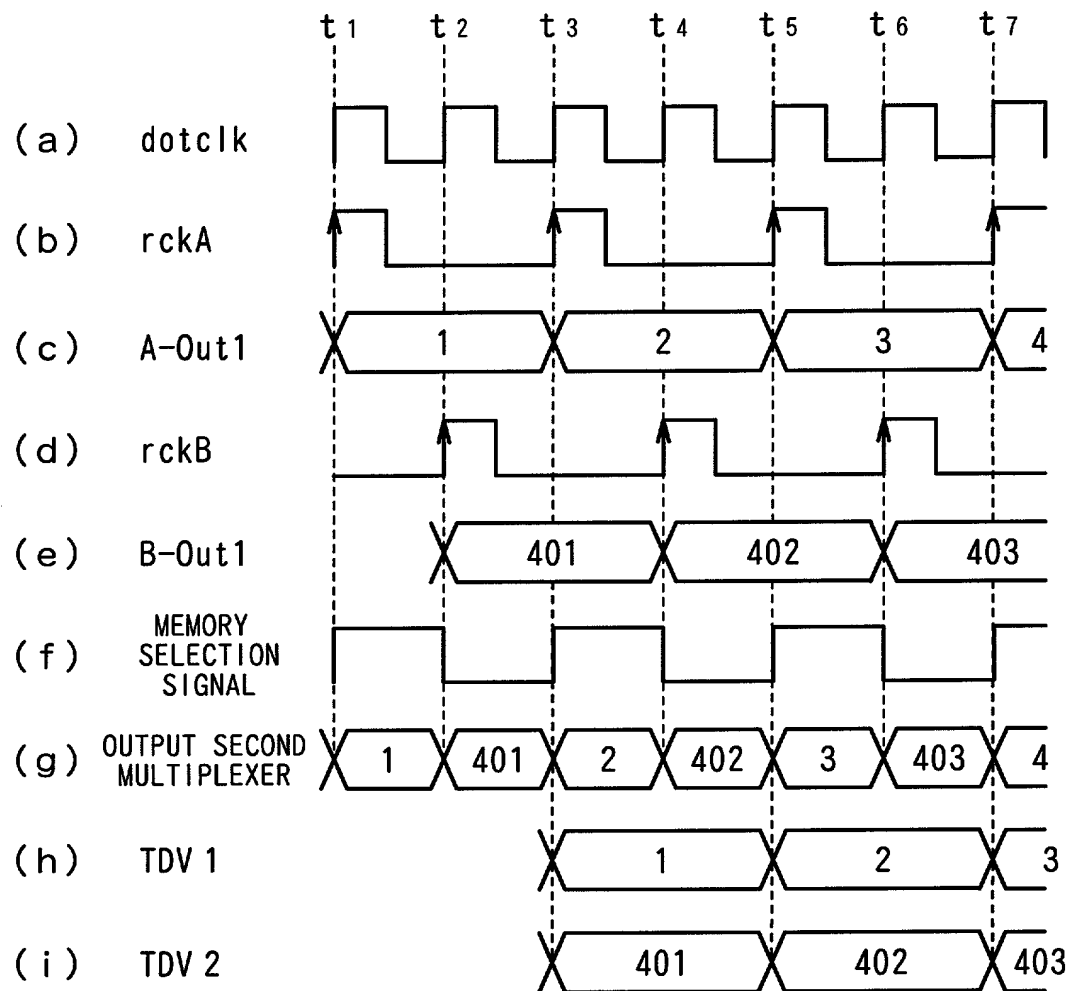 t1 t2 t3 t4 t5 t6 t7
(a) dotclk
(b) rckA
(c) A-Out1 1 2 3 4
(d) rckB
(e) B-Out1 401 402 403
(f) MEMORY
SELECTION
SIGNAL
(g) OUTPUT SECOND
MULTIPLEXER 1 401 2 402 3 403 4
(h) TDV 1 1 2 3
(i) TDV 2 401 402 403